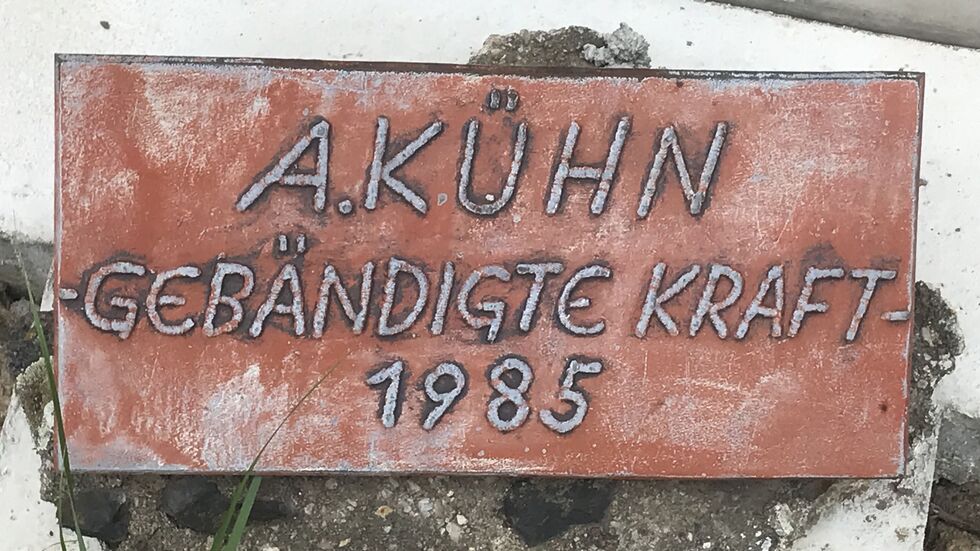 A.KÜHN
-GEBÄNDIGTE KRAFT-
1985